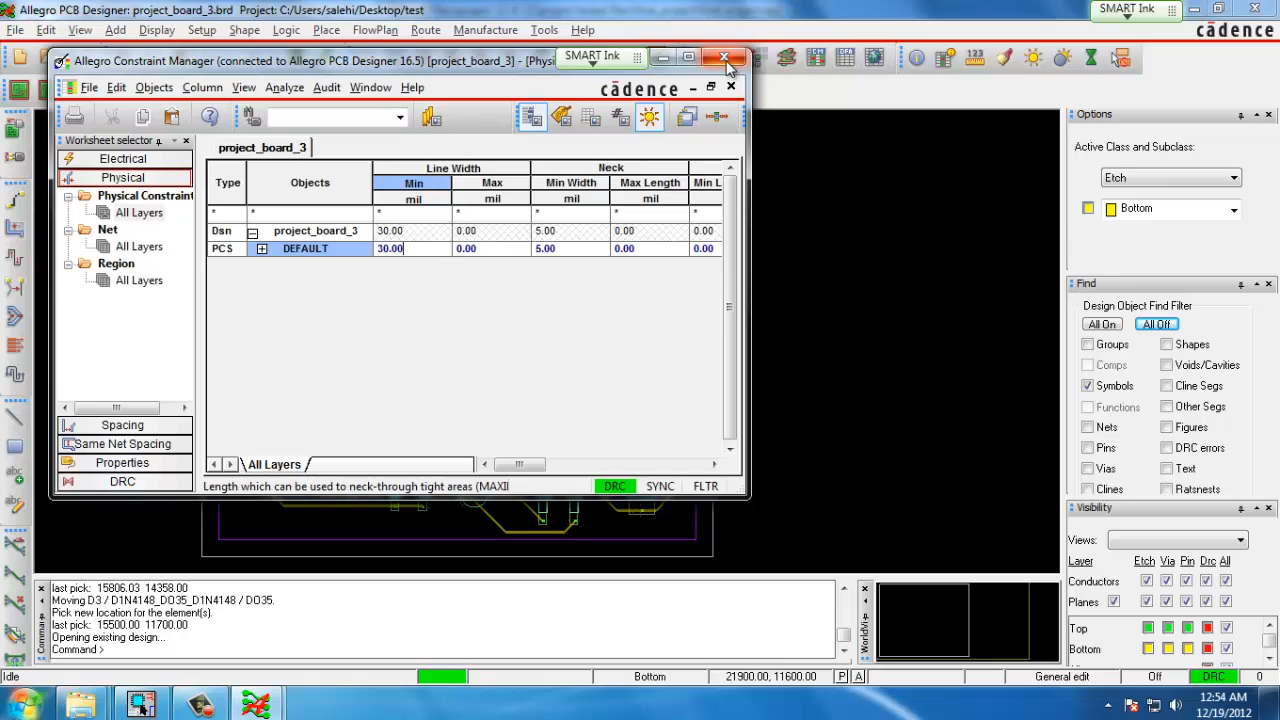 Allegro PCB Designer: project_board_3.brd Project: C:/Users/salehi/Desktop/test
SMART Ink
File Edit View Add Display Setup Shape Logic Place FlowPlan Route Manufacture Tools Help
cādence
Allegro Constraint Manager (connected to Allegro PCB Designer 16.5) [project_board_3] - [Physi
SMART Ink
File Edit Objects Column View Analyze Audit Window Help
cādence
Worksheet selector
Electrical
Physical
Physical Constraint
All Layers
Net
All Layers
Region
All Layers
Spacing
Same Net Spacing
Properties
DRC
project_board_3
Type Objects Line Width Neck
Min Max Min Width Max Length Min L
mil mil mil mil
* * * * * * *
Dsn project_board_3 30.00 0.00 5.00 0.00 0.00
PCS DEFAULT 30.00 0.00 5.00 0.00 0.00
All Layers
Length which can be used to neck-through tight areas (MAXII
DRC SYNC FLTR
Options
Active Class and Subclass:
Etch
Bottom
Find
Design Object Find Filter
All On All Off
Groups Shapes
Comps Voids/Cavities
Symbols Cline Segs
Functions Other Segs
Nets Figures
Pins DRC errors
Vias Text
Clines Ratsnests
Visibility
Views:
Layer Etch Via Pin Drc All
Conductors
Planes
Top
Bottom
last pick: 15806.03 14358.00
Moving D3 / D1N4148_DO35_D1N4148 / DO35.
Pick new location for the element(s).
last pick: 15500.00 11700.00
Opening existing design...
Command >
WorldVi
Idle Bottom 21900.00, 11600.00 P A General edit Off DRC 0
12:54 AM
12/19/2012